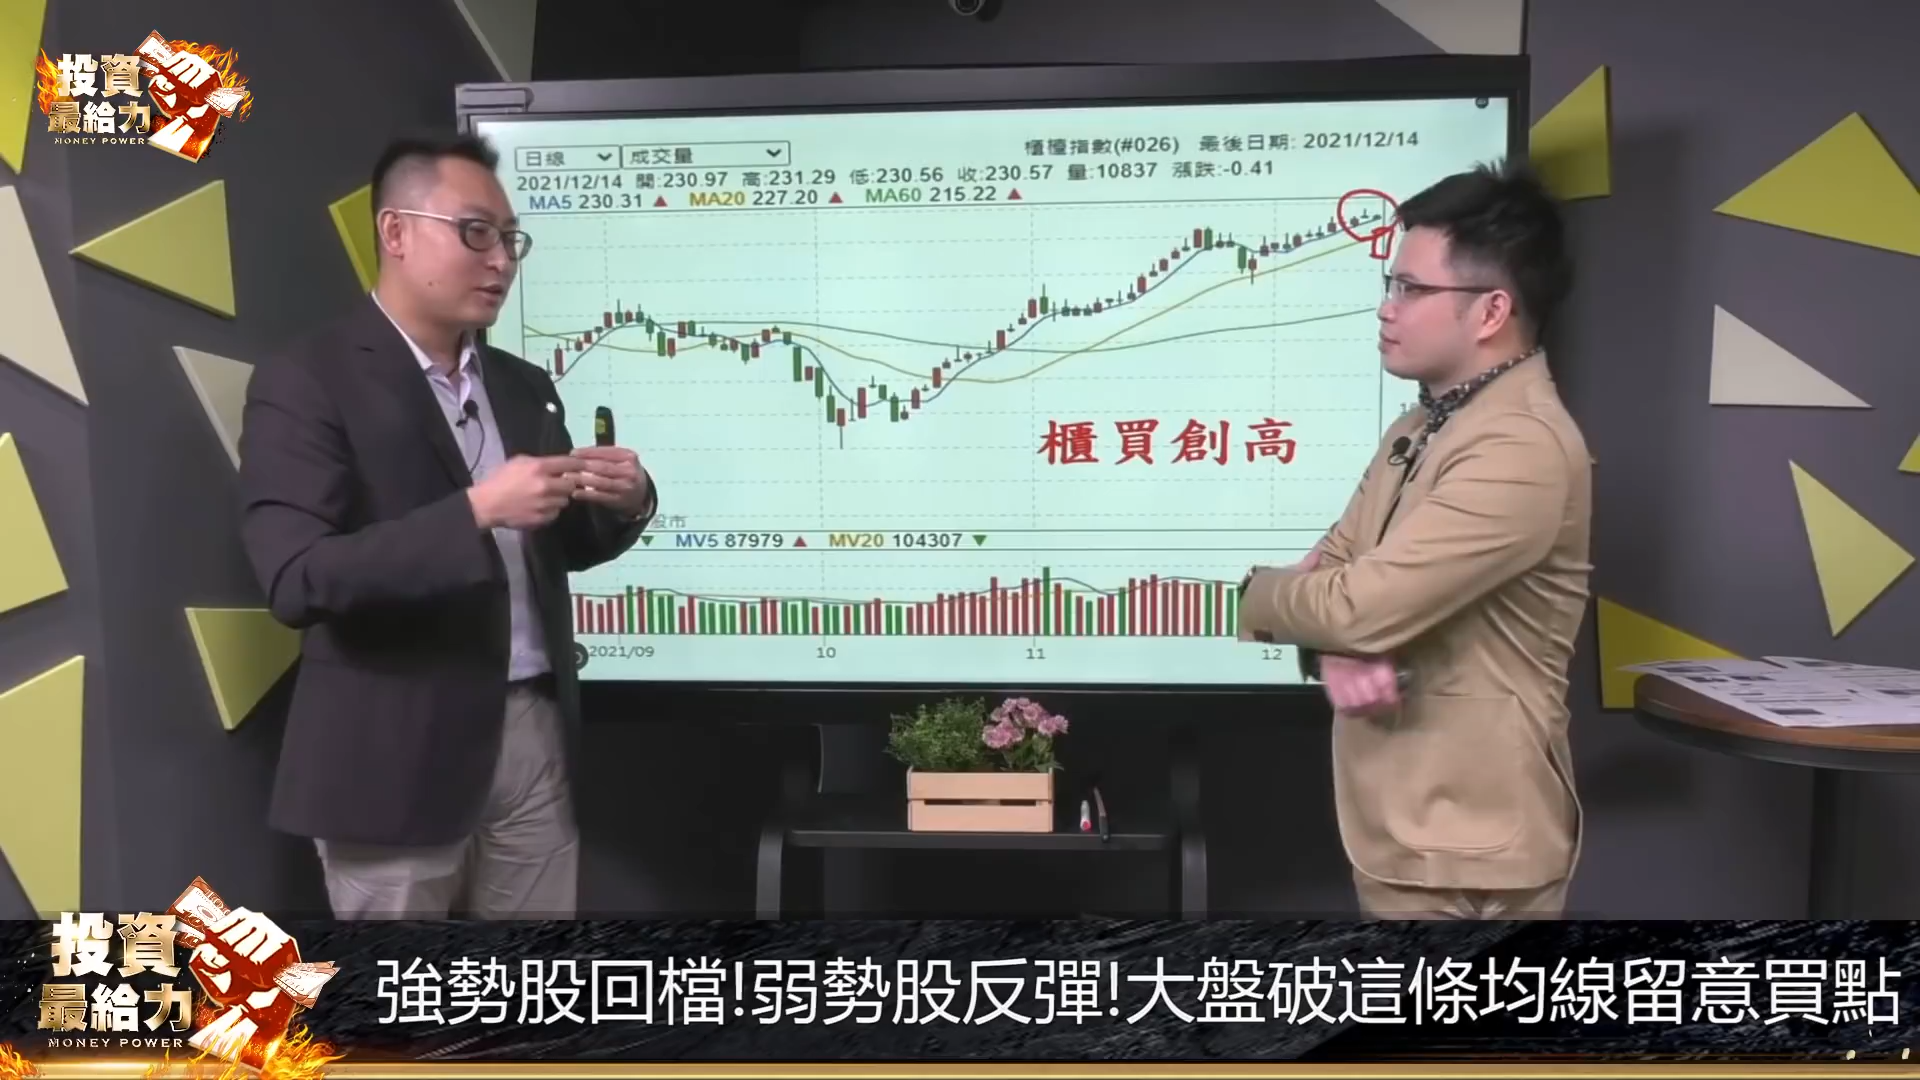 投資
最給力
MONEY POWER
日線 成交量
櫃檯指數(#026) 最後日期: 2021/12/14
2021/12/14 開:230.97 高:231.29 低:230.56 收:230.57 量:10837 漲跌:-0.41
MA5 230.31 ▲ MA20 227.20 ▲ MA60 215.22 ▲
櫃買創高
股市
▼ MV5 87979 ▲ MV20 104307 ▼
2021/09 10 11 12
投資
最給力
MONEY POWER
強勢股回檔!弱勢股反彈!大盤破這條均線留意買點